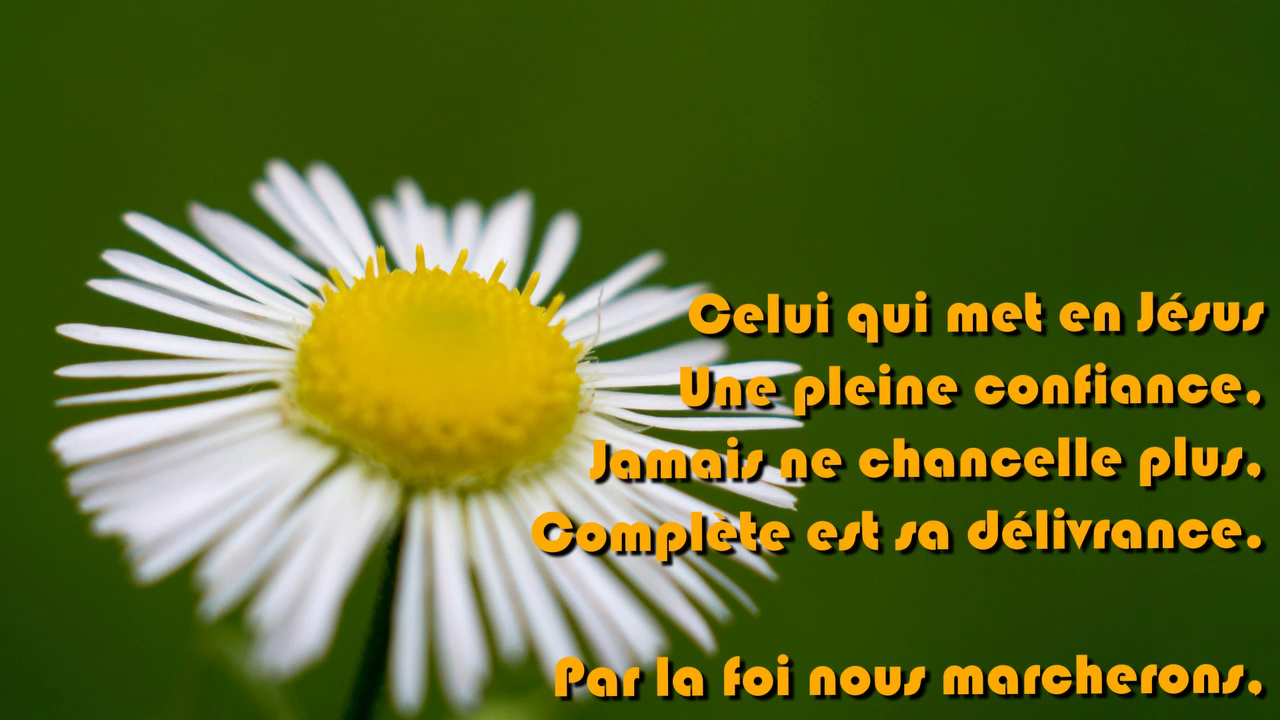 Celui qui met en Jésus
Une pleine confiance,
Jamais ne chancelle plus,
Complète est sa délivrance.
Par la foi nous marcherons,